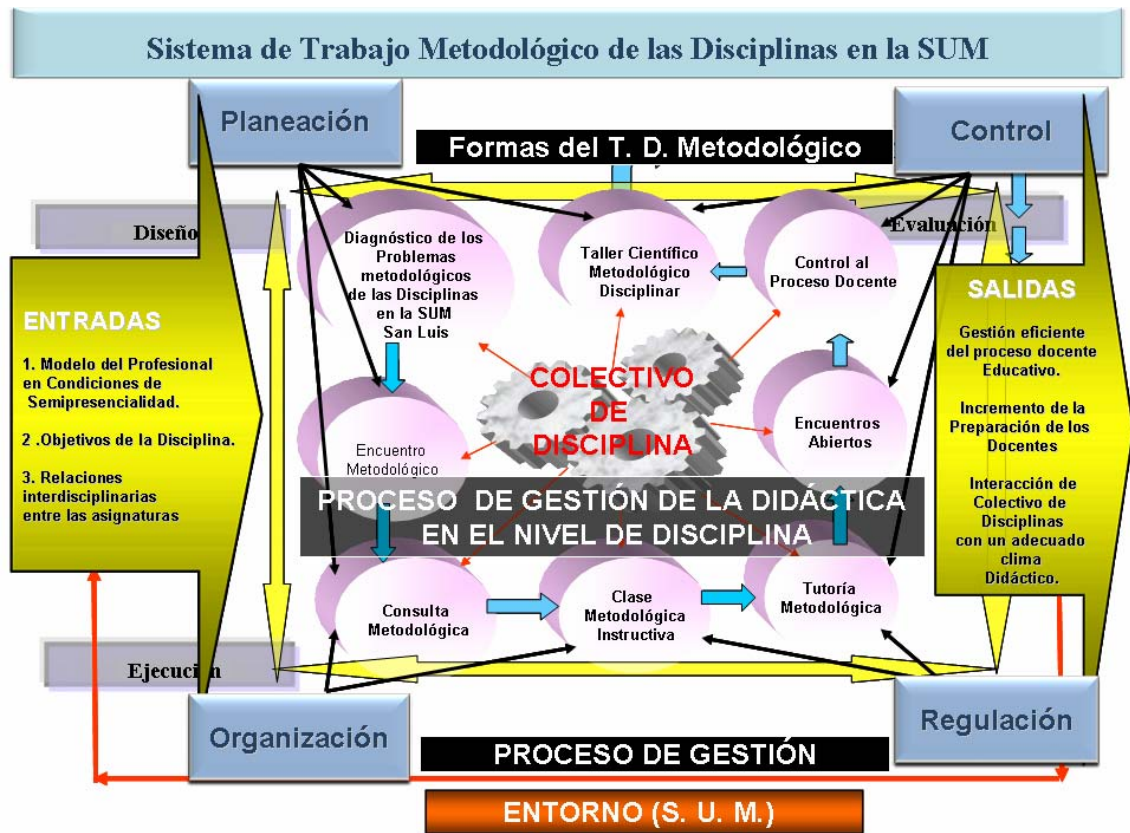 Sistema de Trabajo Metodológico de las Disciplinas en la SUM
Planeación
Control
Formas del T. D. Metodológico
Diseño
Evaluación
ENTRADAS
1. Modelo del Profesional
en Condiciones de
Semipresencialidad.
2 .Objetivos de la Disciplina.
3. Relaciones
interdisciplinarias
entre las asignaturas
Diagnóstico de los
Problemas
metodológicos
de las Disciplinas
en la SUM
San Luis
Taller Científico
Metodológico
Disciplinar
Control al
Proceso Docente
COLECTIVO
DE
DISCIPLINA
Encuentro
Metodológico
Encuentros
Abiertos
PROCESO DE GESTIÓN DE LA DIDÁCTICA
EN EL NIVEL DE DISCIPLINA
Consulta
Metodológica
Clase
Metodológica
Instructiva
Tutoría
Metodológica
SALIDAS
Gestión eficiente
del proceso docente
Educativo.
Incremento de la
Preparación de los
Docentes
Interacción de
Colectivo de
Disciplinas
con un adecuado
clima
Didáctico.
Ejecución
Organización
Regulación
PROCESO DE GESTIÓN
ENTORNO (S. U. M.)